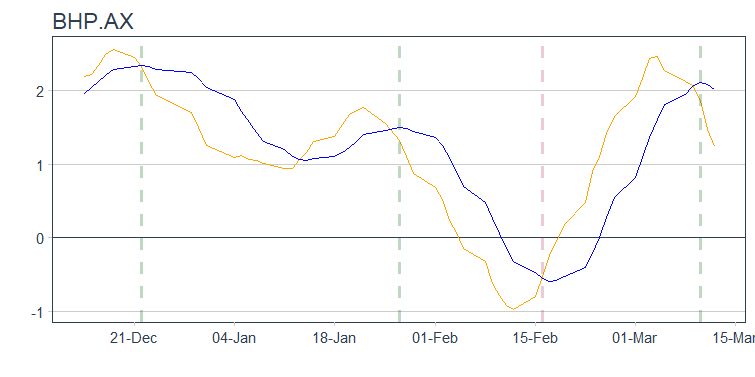 BHP.AX
2
1
0
-1
21-Dec
04-Jan
18-Jan
01-Feb
15-Feb
01-Mar
15-Mar